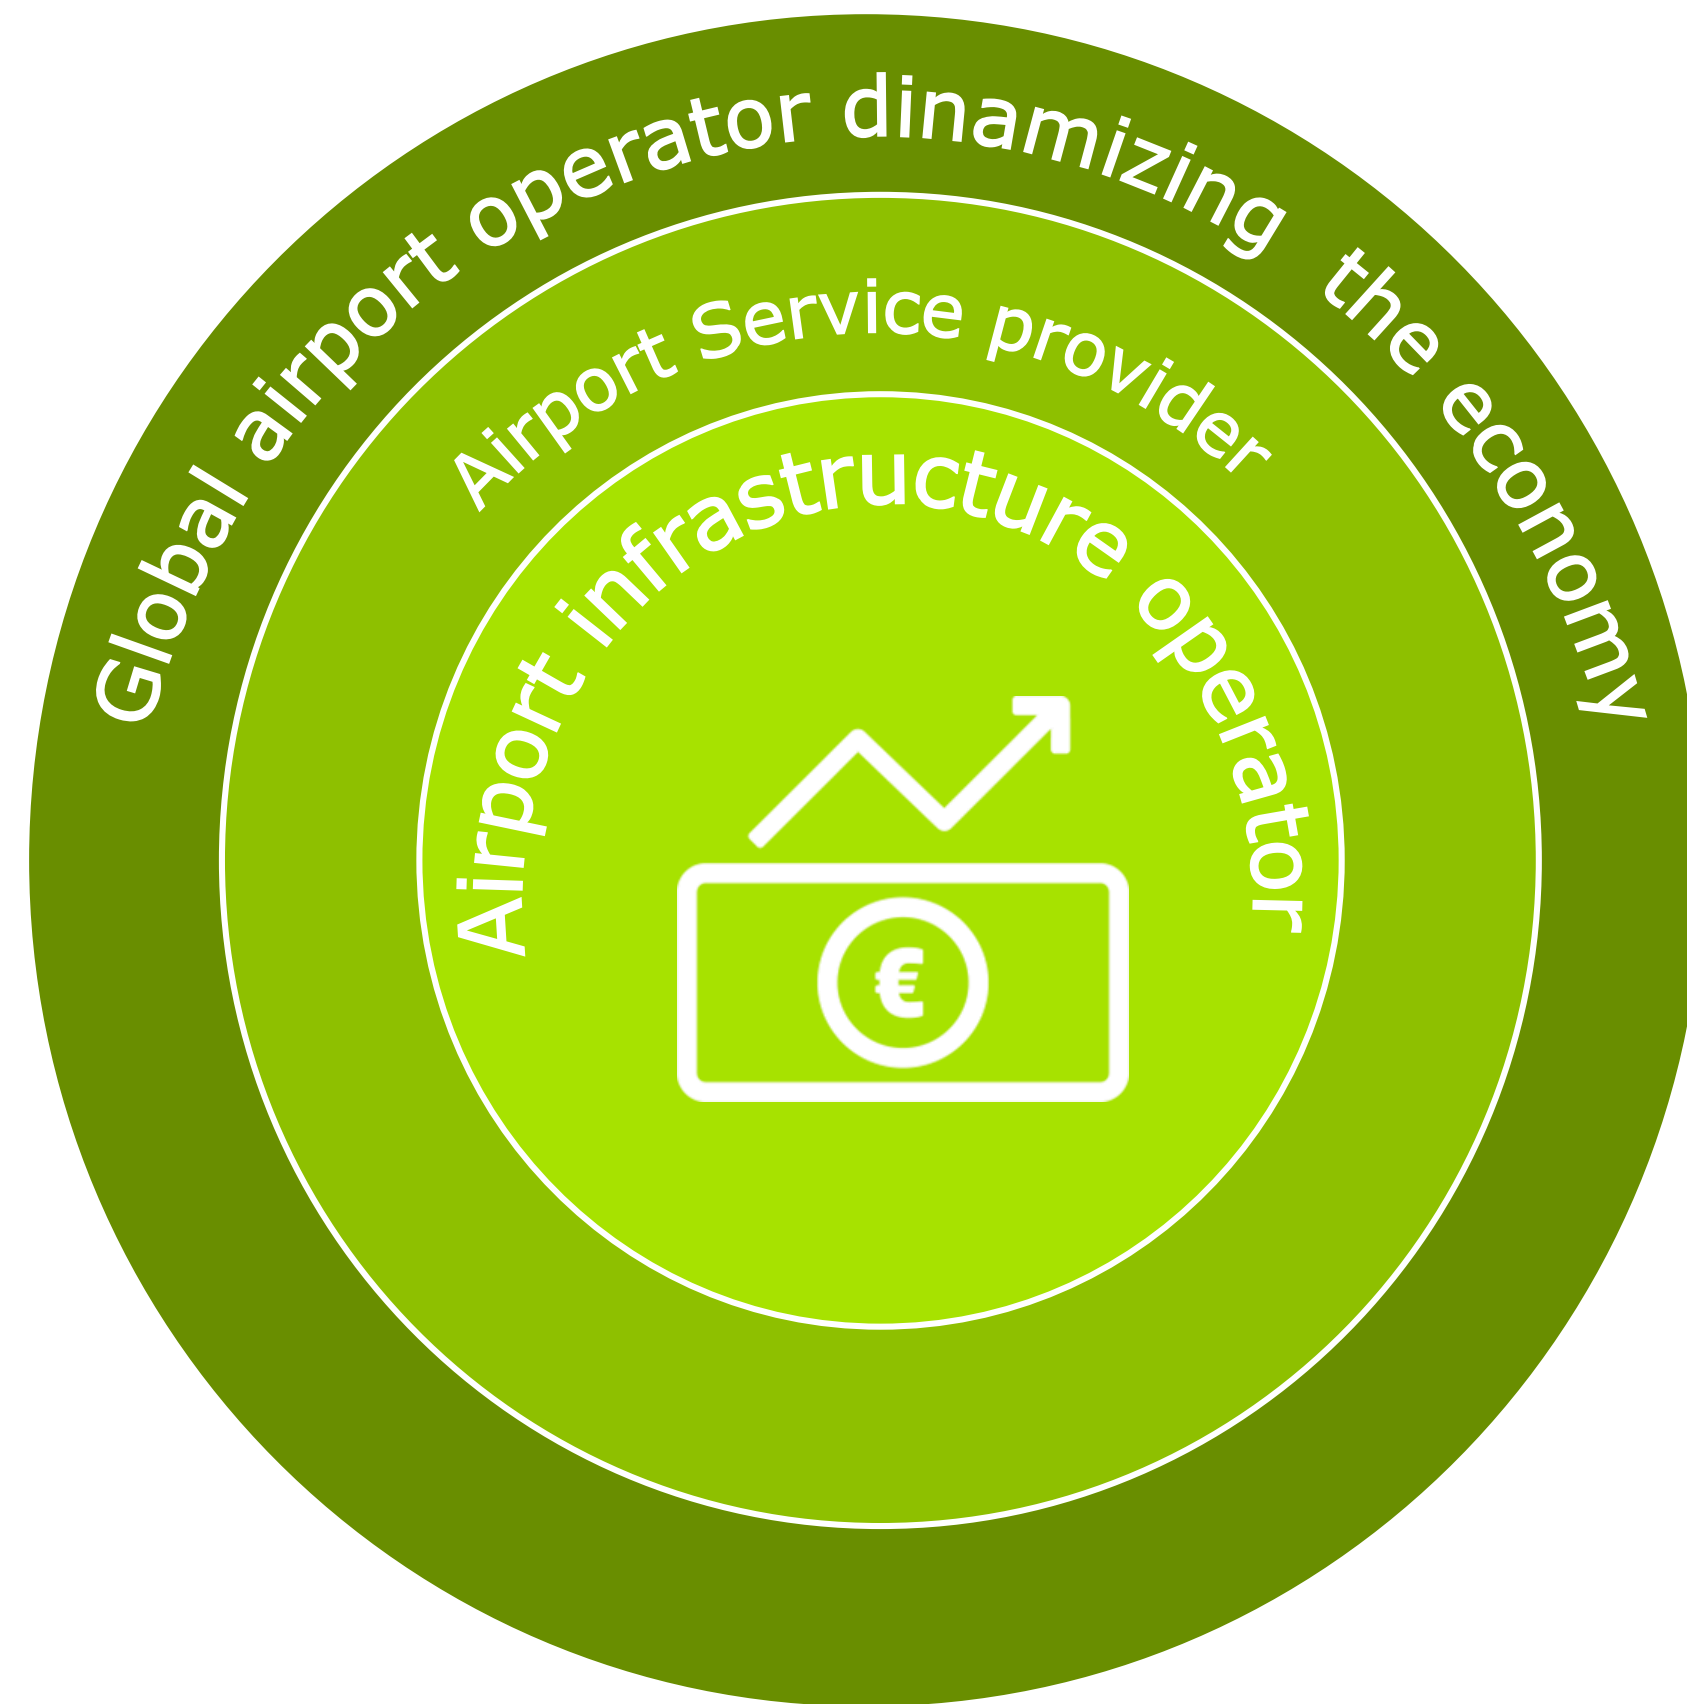 Global airport operator dinamizing the economy
Airport Service provider
Airport infrastructure operator
€